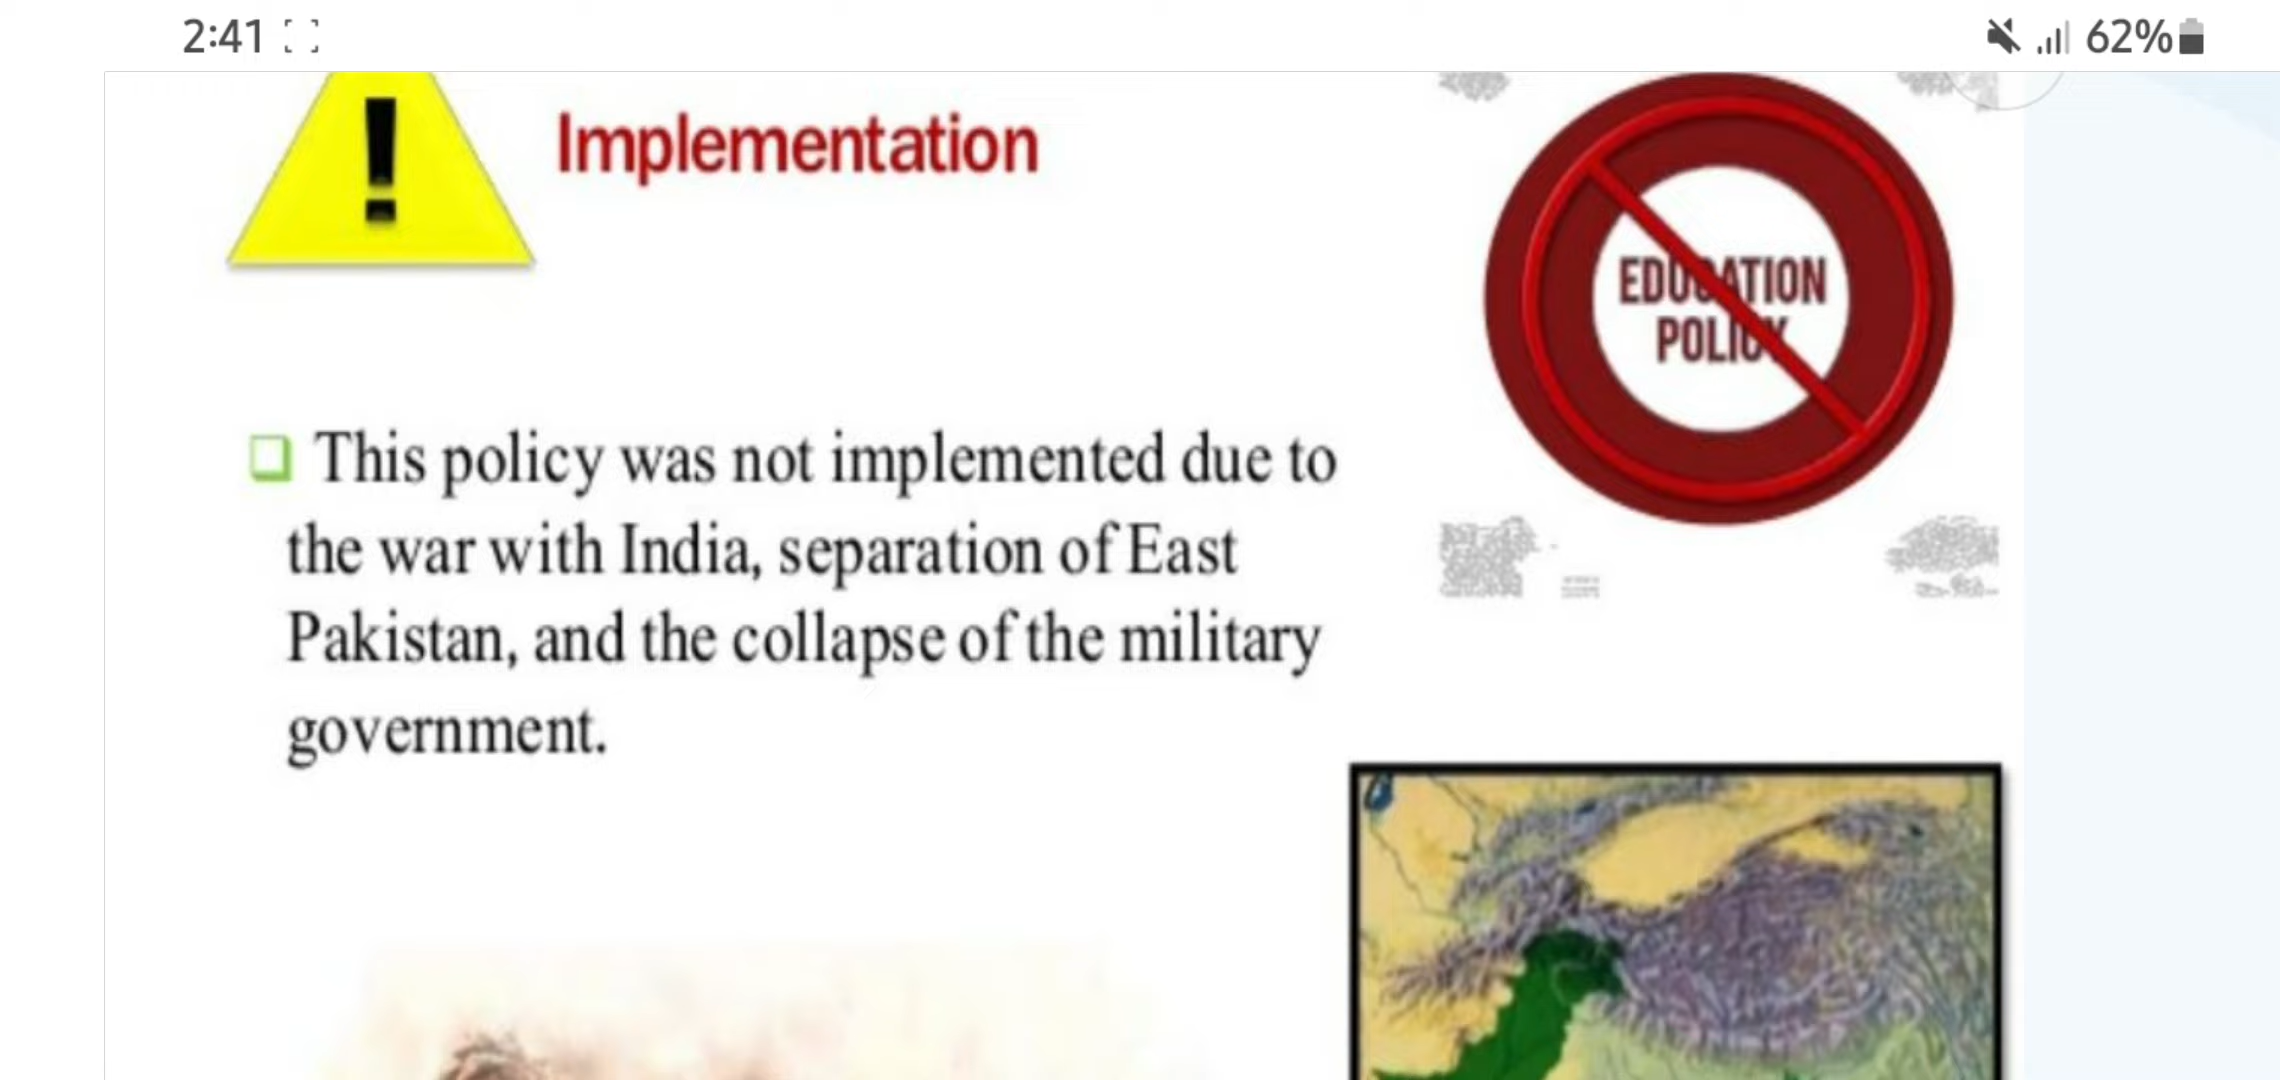 2:41
62%
Implementation
EDUCATION
POLICY
This policy was not implemented due to
the war with India, separation of East
Pakistan, and the collapse of the military
government.